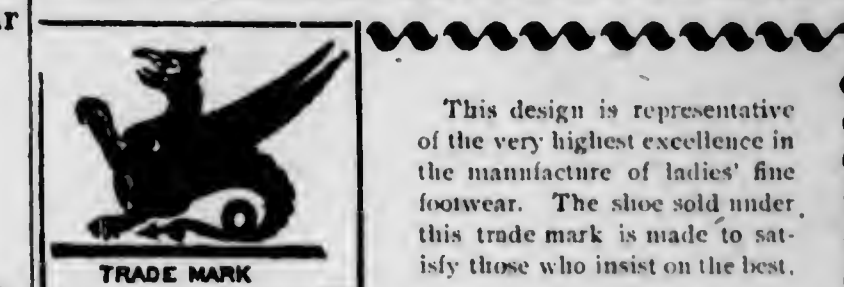 r
TRADE MARK
This design is representative
of the very highest excellence in
the manufacture of ladies' fine
footwear. The shoe sold under
this trade mark is made to sat-
isfy those who insist on the best.